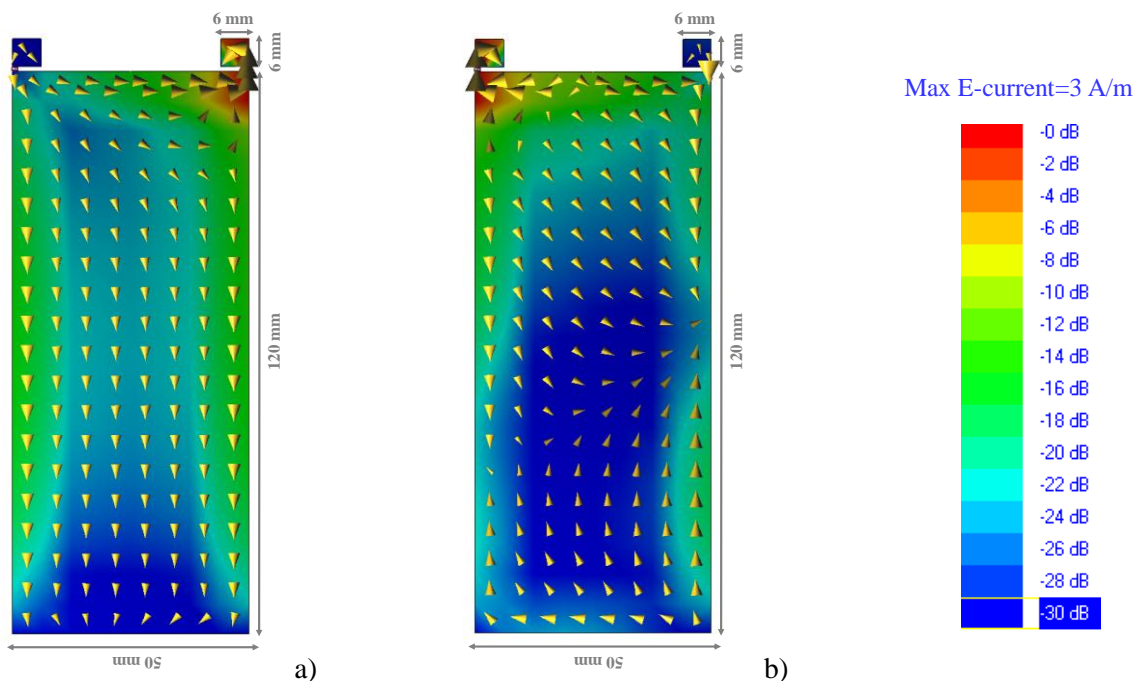 6 mm
6 mm
6 mm
6 mm
Max E-current=3 A/m
-0 dB
-2 dB
-4 dB
-6 dB
-8 dB
-10 dB
-12 dB
-14 dB
-16 dB
-18 dB
-20 dB
-22 dB
-24 dB
-26 dB
-28 dB
-30 dB
120 mm
120 mm
50 mm
a)
50 mm
b)